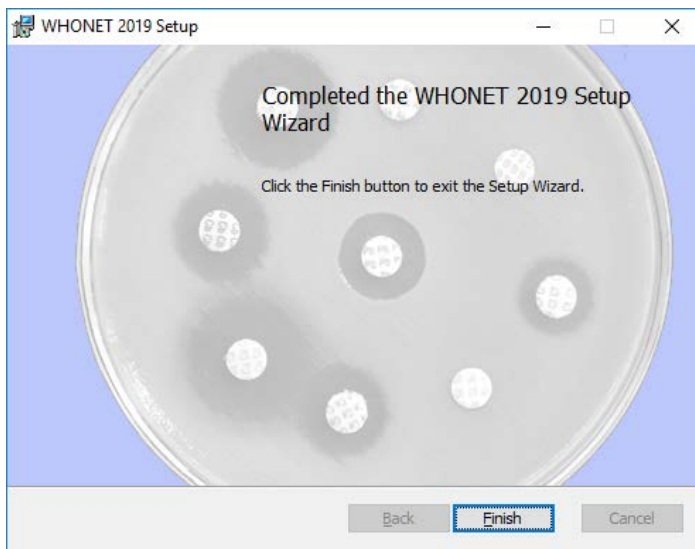 WHONET 2019 Setup
Completed the WHONET 2019 Setup
Wizard
Click the Finish button to exit the Setup Wizard.
Back
Finish
Cancel